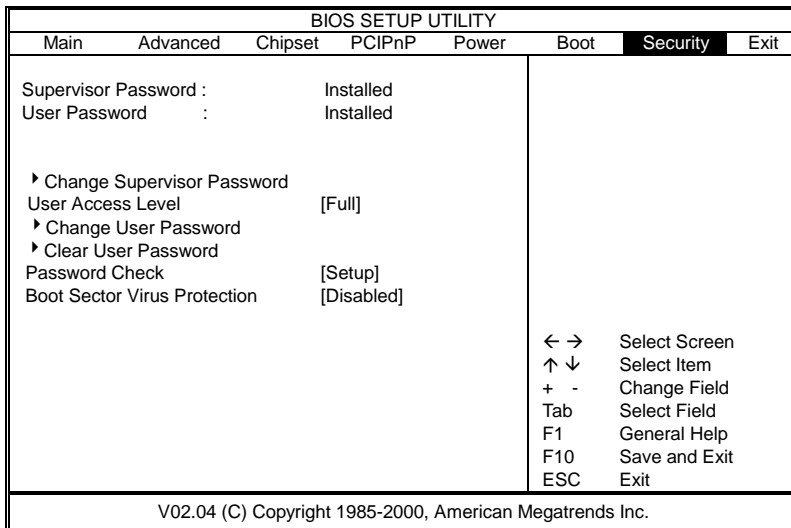 BIOS SETUP UTILITY
Main Advanced Chipset PCIPnP Power Boot Security Exit
Supervisor Password : Installed
User Password : Installed
Change Supervisor Password
User Access Level [Full]
Change User Password
Clear User Password
Password Check [Setup]
Boot Sector Virus Protection [Disabled]
← → Select Screen
↑ ↓ Select Item
+ - Change Field
Tab Select Field
F1 General Help
F10 Save and Exit
ESC Exit
V02.04 (C) Copyright 1985-2000, American Megatrends Inc.